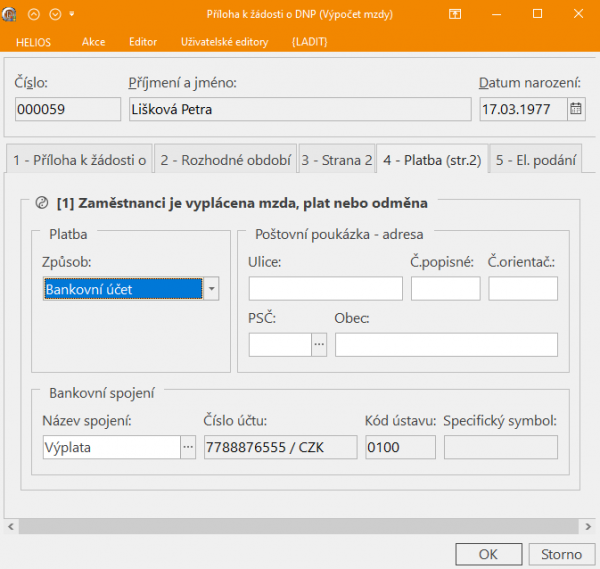 Příloha k žádosti o DNP (Výpočet mzdy)
HELIOS Akce Editor Uživatelské editory {LADIT}
Číslo: Příjmení a jméno: Datum narození:
000059 Lišková Petra 17.03.1977
1 - Příloha k žádosti o 2 - Rozhodné období 3 - Strana 2 4 - Platba (str.2) 5 - El. podání
[1] Zaměstnanci je vyplácena mzda, plat nebo odměna
Platba Poštovní poukázka - adresa
Způsob: Ulice: Č.popisné: Č.orientač.:
Bankovní účet
PSČ: Obec:
...
Bankovní spojení
Název spojení: Číslo účtu: Kód ústavu: Specifický symbol:
Výplata ... 7788876555 / CZK 0100
OK Storno